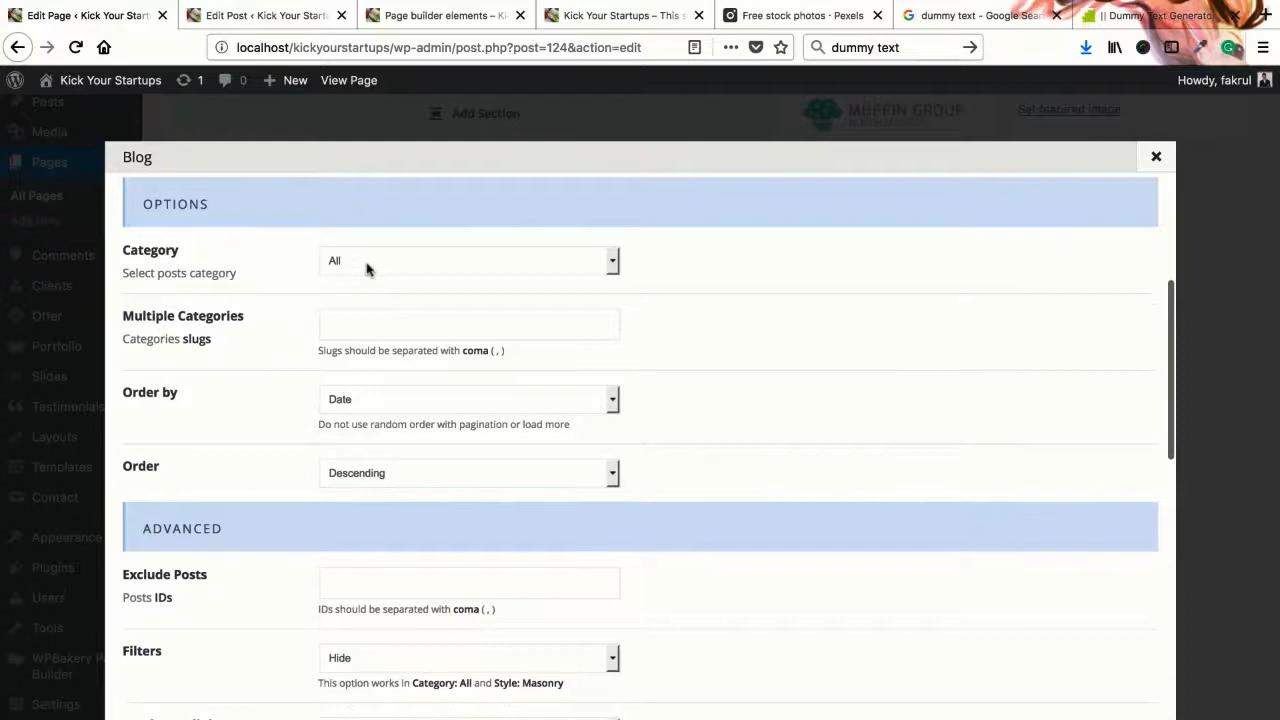 Edit Page ‹ Kick Your Startups
Edit Post ‹ Kick Your Start
Page builder elements – Ki
Kick Your Startups – This s
Free stock photos · Pexels
dummy text - Google Sear
|| Dummy Text Generator
localhost/kickyourstartups/wp-admin/post.php?post=124&action=edit
dummy text
Kick Your Startups
1
0
New
View Page
Howdy, fakrul
Posts
Media
Pages
All Pages
Add New
Comments
Clients
Offer
Portfolio
Slides
Testimonials
Layouts
Templates
Contact
Appearance
Plugins
Users
Tools
WPBakery P
Builder
Settings
Add Section
MUFFIN GROUP
Set featured image
Blog
OPTIONS
Category
Select posts category
All
Multiple Categories
Categories slugs
Slugs should be separated with coma ( , )
Order by
Date
Do not use random order with pagination or load more
Order
Descending
ADVANCED
Exclude Posts
Posts IDs
IDs should be separated with coma ( , )
Filters
Hide
This option works in Category: All and Style: Masonry